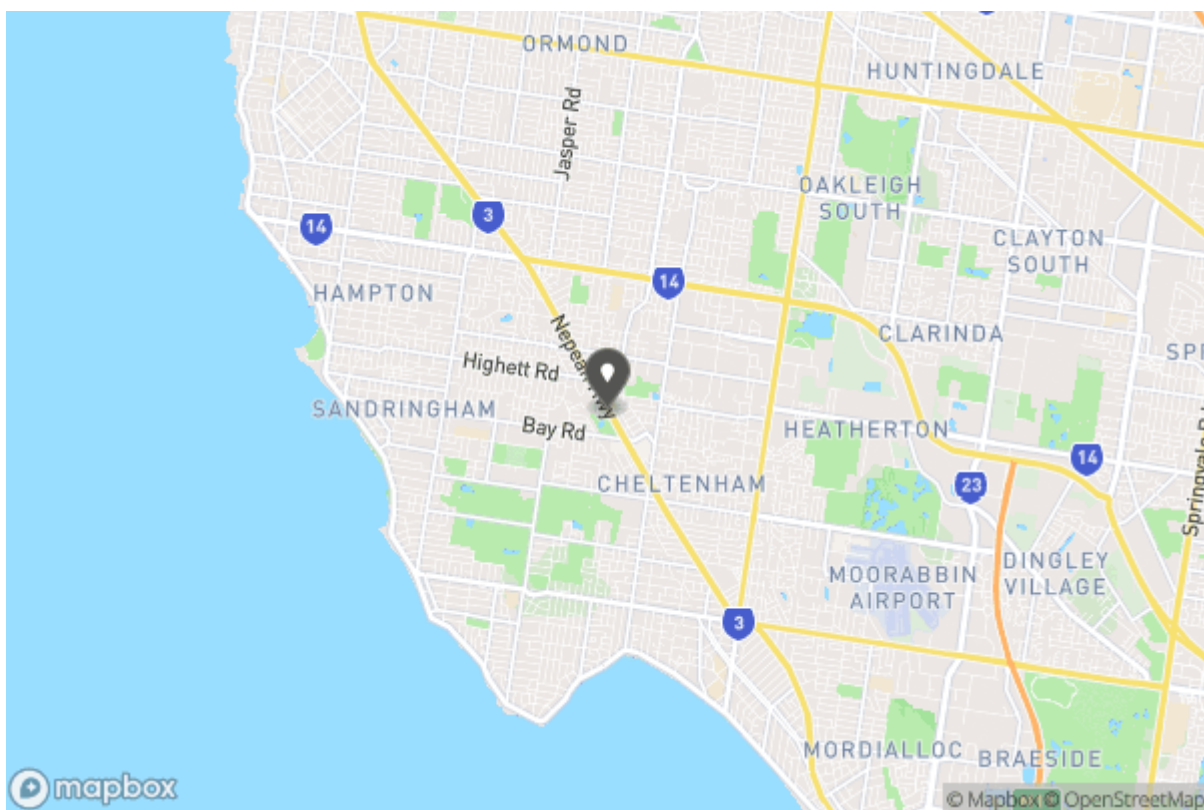 ORMOND
HUNTINGDALE
Jasper Rd
OAKLEIGH
SOUTH
3
14
CLAYTON
SOUTH
HAMPTON
14
CLARINDA
Nepean Hwy
Highett Rd
SANDRINGHAM
Bay Rd
HEATHERTON
14
CHELTENHAM
23
Springvale
MOORABBIN
AIRPORT
DINGLEY
VILLAGE
3
MORDIALLOC
BRAESIDE
mapbox
© Mapbox © OpenStreetMap